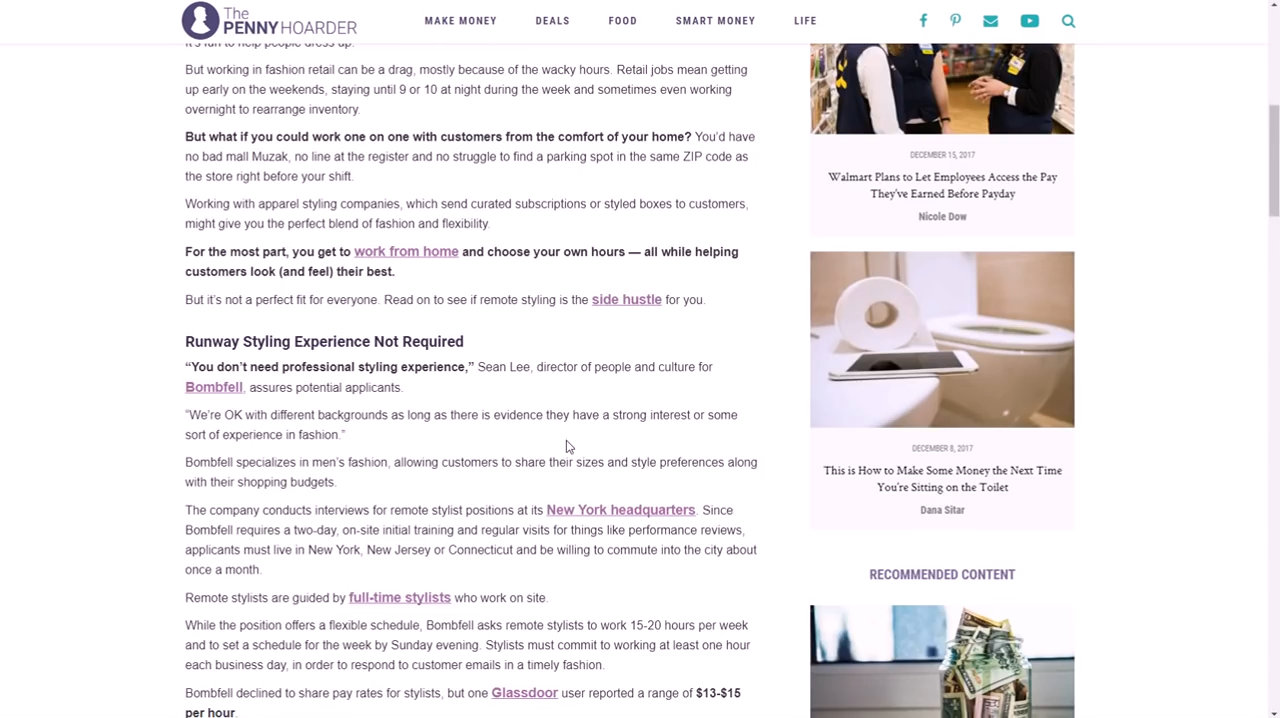 The
PENNYHOARDER
MAKE MONEY
DEALS
FOOD
SMART MONEY
LIFE
It's fun to help people dress up.
But working in fashion retail can be a drag, mostly because of the wacky hours. Retail jobs mean getting
up early on the weekends, staying until 9 or 10 at night during the week and sometimes even working
overnight to rearrange inventory.
But what if you could work one on one with customers from the comfort of your home? You'd have
no bad mall Muzak, no line at the register and no struggle to find a parking spot in the same ZIP code as
the store right before your shift.
Working with apparel styling companies, which send curated subscriptions or styled boxes to customers,
might give you the perfect blend of fashion and flexibility.
For the most part, you get to work from home and choose your own hours — all while helping
customers look (and feel) their best.
But it's not a perfect fit for everyone. Read on to see if remote styling is the side hustle for you.
Runway Styling Experience Not Required
“You don't need professional styling experience,” Sean Lee, director of people and culture for
Bombfell, assures potential applicants.
“We're OK with different backgrounds as long as there is evidence they have a strong interest or some
sort of experience in fashion.”
Bombfell specializes in men's fashion, allowing customers to share their sizes and style preferences along
with their shopping budgets.
The company conducts interviews for remote stylist positions at its New York headquarters. Since
Bombfell requires a two-day, on-site initial training and regular visits for things like performance reviews,
applicants must live in New York, New Jersey or Connecticut and be willing to commute into the city about
once a month.
Remote stylists are guided by full-time stylists who work on site.
While the position offers a flexible schedule, Bombfell asks remote stylists to work 15-20 hours per week
and to set a schedule for the week by Sunday evening. Stylists must commit to working at least one hour
each business day, in order to respond to customer emails in a timely fashion.
Bombfell declined to share pay rates for stylists, but one Glassdoor user reported a range of $13-$15
per hour.
DECEMBER 15, 2017
Walmart Plans to Let Employees Access the Pay
They've Earned Before Payday
Nicole Dow
DECEMBER 8, 2017
This is How to Make Some Money the Next Time
You're Sitting on the Toilet
Dana Sitar
RECOMMENDED CONTENT